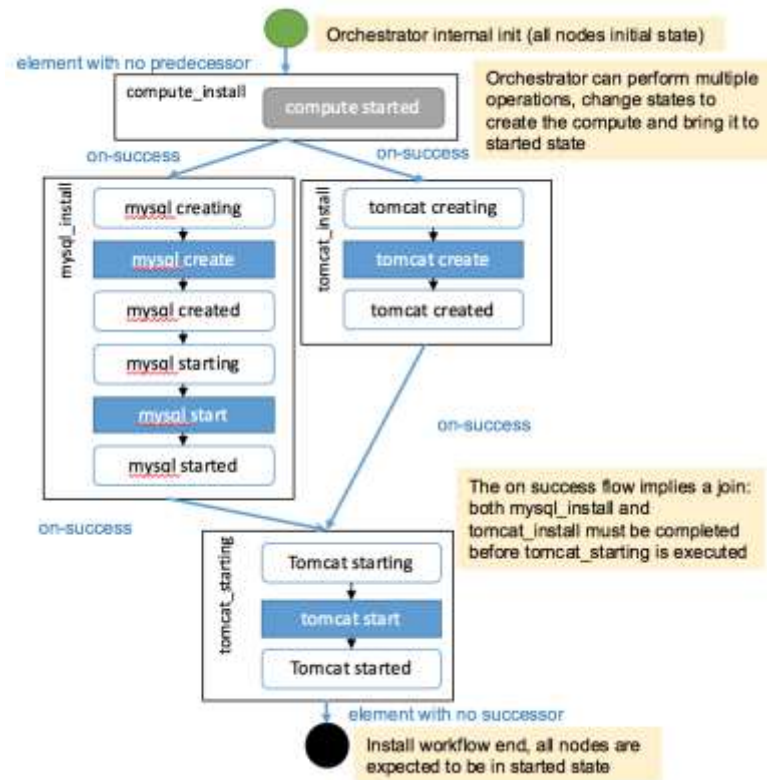 Orchestrator internal init (all nodes initial state)
element with no predecessor
compute_install
compute started
Orchestrator can perform multiple
operations, change states to
create the compute and bring it to
started state
on-success
on-success
mysql_install
mysql creating
mysql create
mysql created
mysql starting
mysql start
mysql started
tomcat_install
tomcat creating
tomcat create
tomcat created
on-success
on-success
The on success flow implies a join:
both mysql_install and
tomcat_install must be completed
before tomcat_starting is executed
tomcat_starting
Tomcat starting
tomcat start
Tomcat started
element with no successor
Install workflow end, all nodes are
expected to be in started state